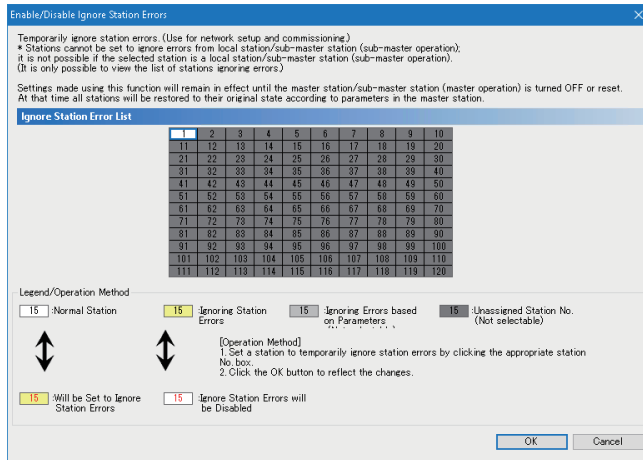 Enable/Disable Ignore Station Errors
Temporarily ignore station errors. (Use for network setup and commissioning.)
* Stations cannot be set to ignore errors from local station/sub-master station (sub-master operation);
it is not possible if the selected station is a local station/sub-master station (sub-master operation).
(It is only possible to view the list of stations ignoring errors.)
Settings made using this function will remain in effect until the master station/sub-master station (master operation) is turned OFF or reset.
At that time all stations will be restored to their original state according to parameters in the master station.
Ignore Station Error List
1 2 3 4 5 6 7 8 9 10
11 12 13 14 15 16 17 18 19 20
21 22 23 24 25 26 27 28 29 30
31 32 33 34 35 36 37 38 39 40
41 42 43 44 45 46 47 48 49 50
51 52 53 54 55 56 57 58 59 60
61 62 63 64 65 66 67 68 69 70
71 72 73 74 75 76 77 78 79 80
81 82 83 84 85 86 87 88 89 90
91 92 93 94 95 96 97 98 99 100
101 102 103 104 105 106 107 108 109 110
111 112 113 114 115 116 117 118 119 120
Legend/Operation Method
15 :Normal Station
15 :Ignoring Station
Errors
15 :Ignoring Errors based
on Parameters
15 :Unassigned Station No.
(Not selectable)
[Operation Method]
1. Set a station to temporarily ignore station errors by clicking the appropriate station
No. box.
2. Click the OK button to reflect the changes.
15 :Will be Set to Ignore
Station Errors
15 :Ignore Station Errors will
be Disabled
OK
Cancel